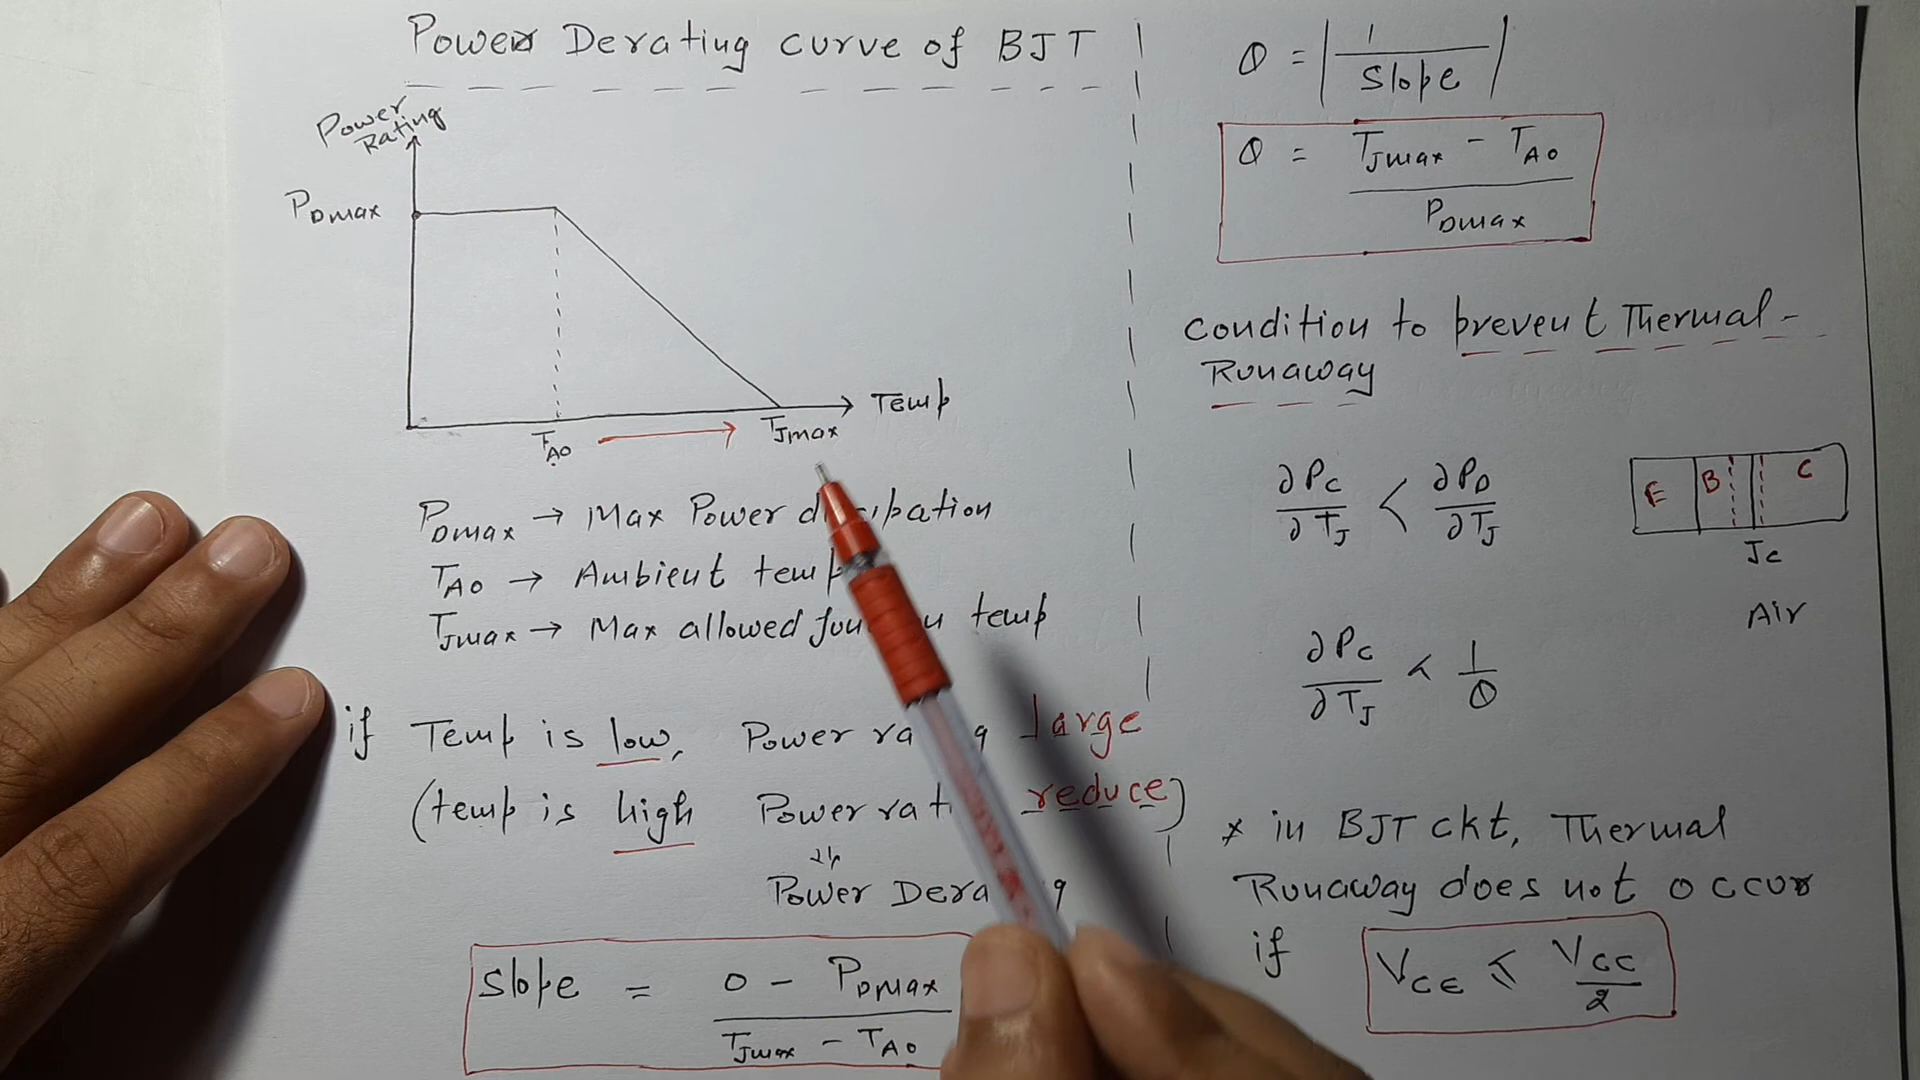 Power Derating curve of BJT
Power
Rating
PDmax
Temp
TAO
TJmax
PDmax → Max Power
TAO → Ambient temp
TJmax → Max allowed temp
if Temp is low, Power large
(temp is high Power reduce)
Power
slope = 0 - PDmax
TJmax - TAO
θ = | 1 / Slope |
θ = TJmax - TAO
PDmax
condition to prevent Thermal-
Runaway
∂PC / ∂TJ < ∂PD / ∂TJ
E B C
Jc
Air
∂PC / ∂TJ < 1 / θ
* in BJT ckt, Thermal
Runaway does not occur
if VCE ≤ VCC / 2